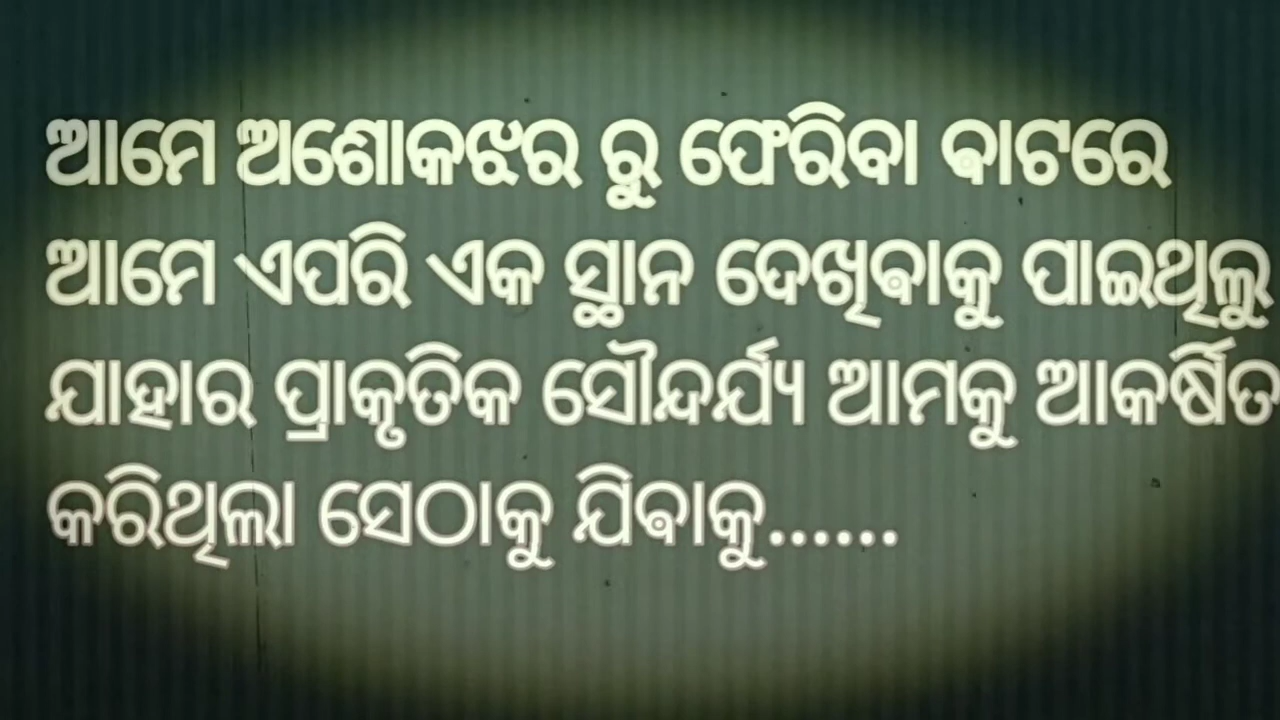 ଆମେ ଅଶୋକଝର ରୁ ଫେରିବା ଵାଟରେ
ଆମେ ଏପରି ଏକ ସ୍ଥାନ ଦେଖିଵାକୁ ପାଇଥିଲୁ
ଯାହାର ପ୍ରାକୃତିକ ସୌନ୍ଦର୍ଯ୍ୟ ଆମକୁ ଆକର୍ଷିତ
କରିଥିଲା ସେଠାକୁ ଯିଵାକୁ......